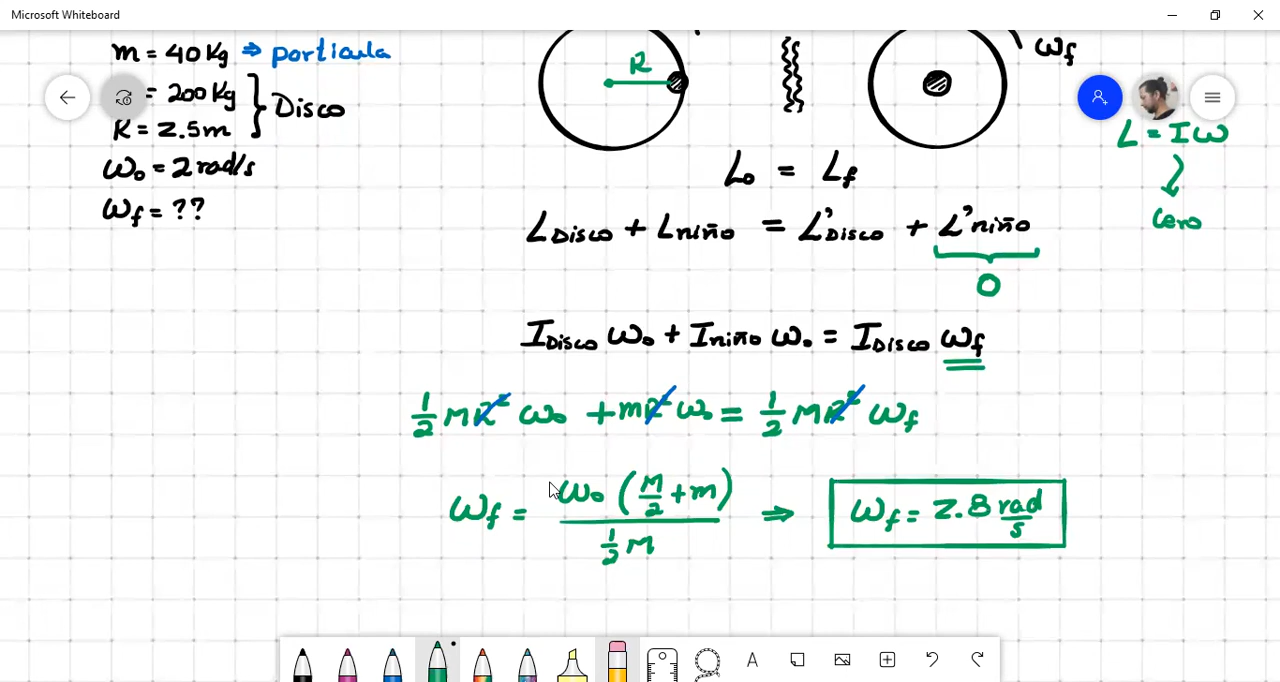 Microsoft Whiteboard
m = 40 Kg ⇒ particula
= 200 Kg
R = 2.5 m
} Disco
ω₀ = 2 rad/s
ωf = ??
R
ωf
L = Iω
Cero
L₀ = Lf
LDisco + Lniño = L'Disco + L'niño
0
IDisco ω₀ + Iniño ω₀ = IDisco ωf
1/2 MR² ω₀ + mR² ω₀ = 1/2 MR² ωf
ωf = ω₀ (M/2 + m) / 1/2 M ⇒ ωf = 2.8 rad/s
A